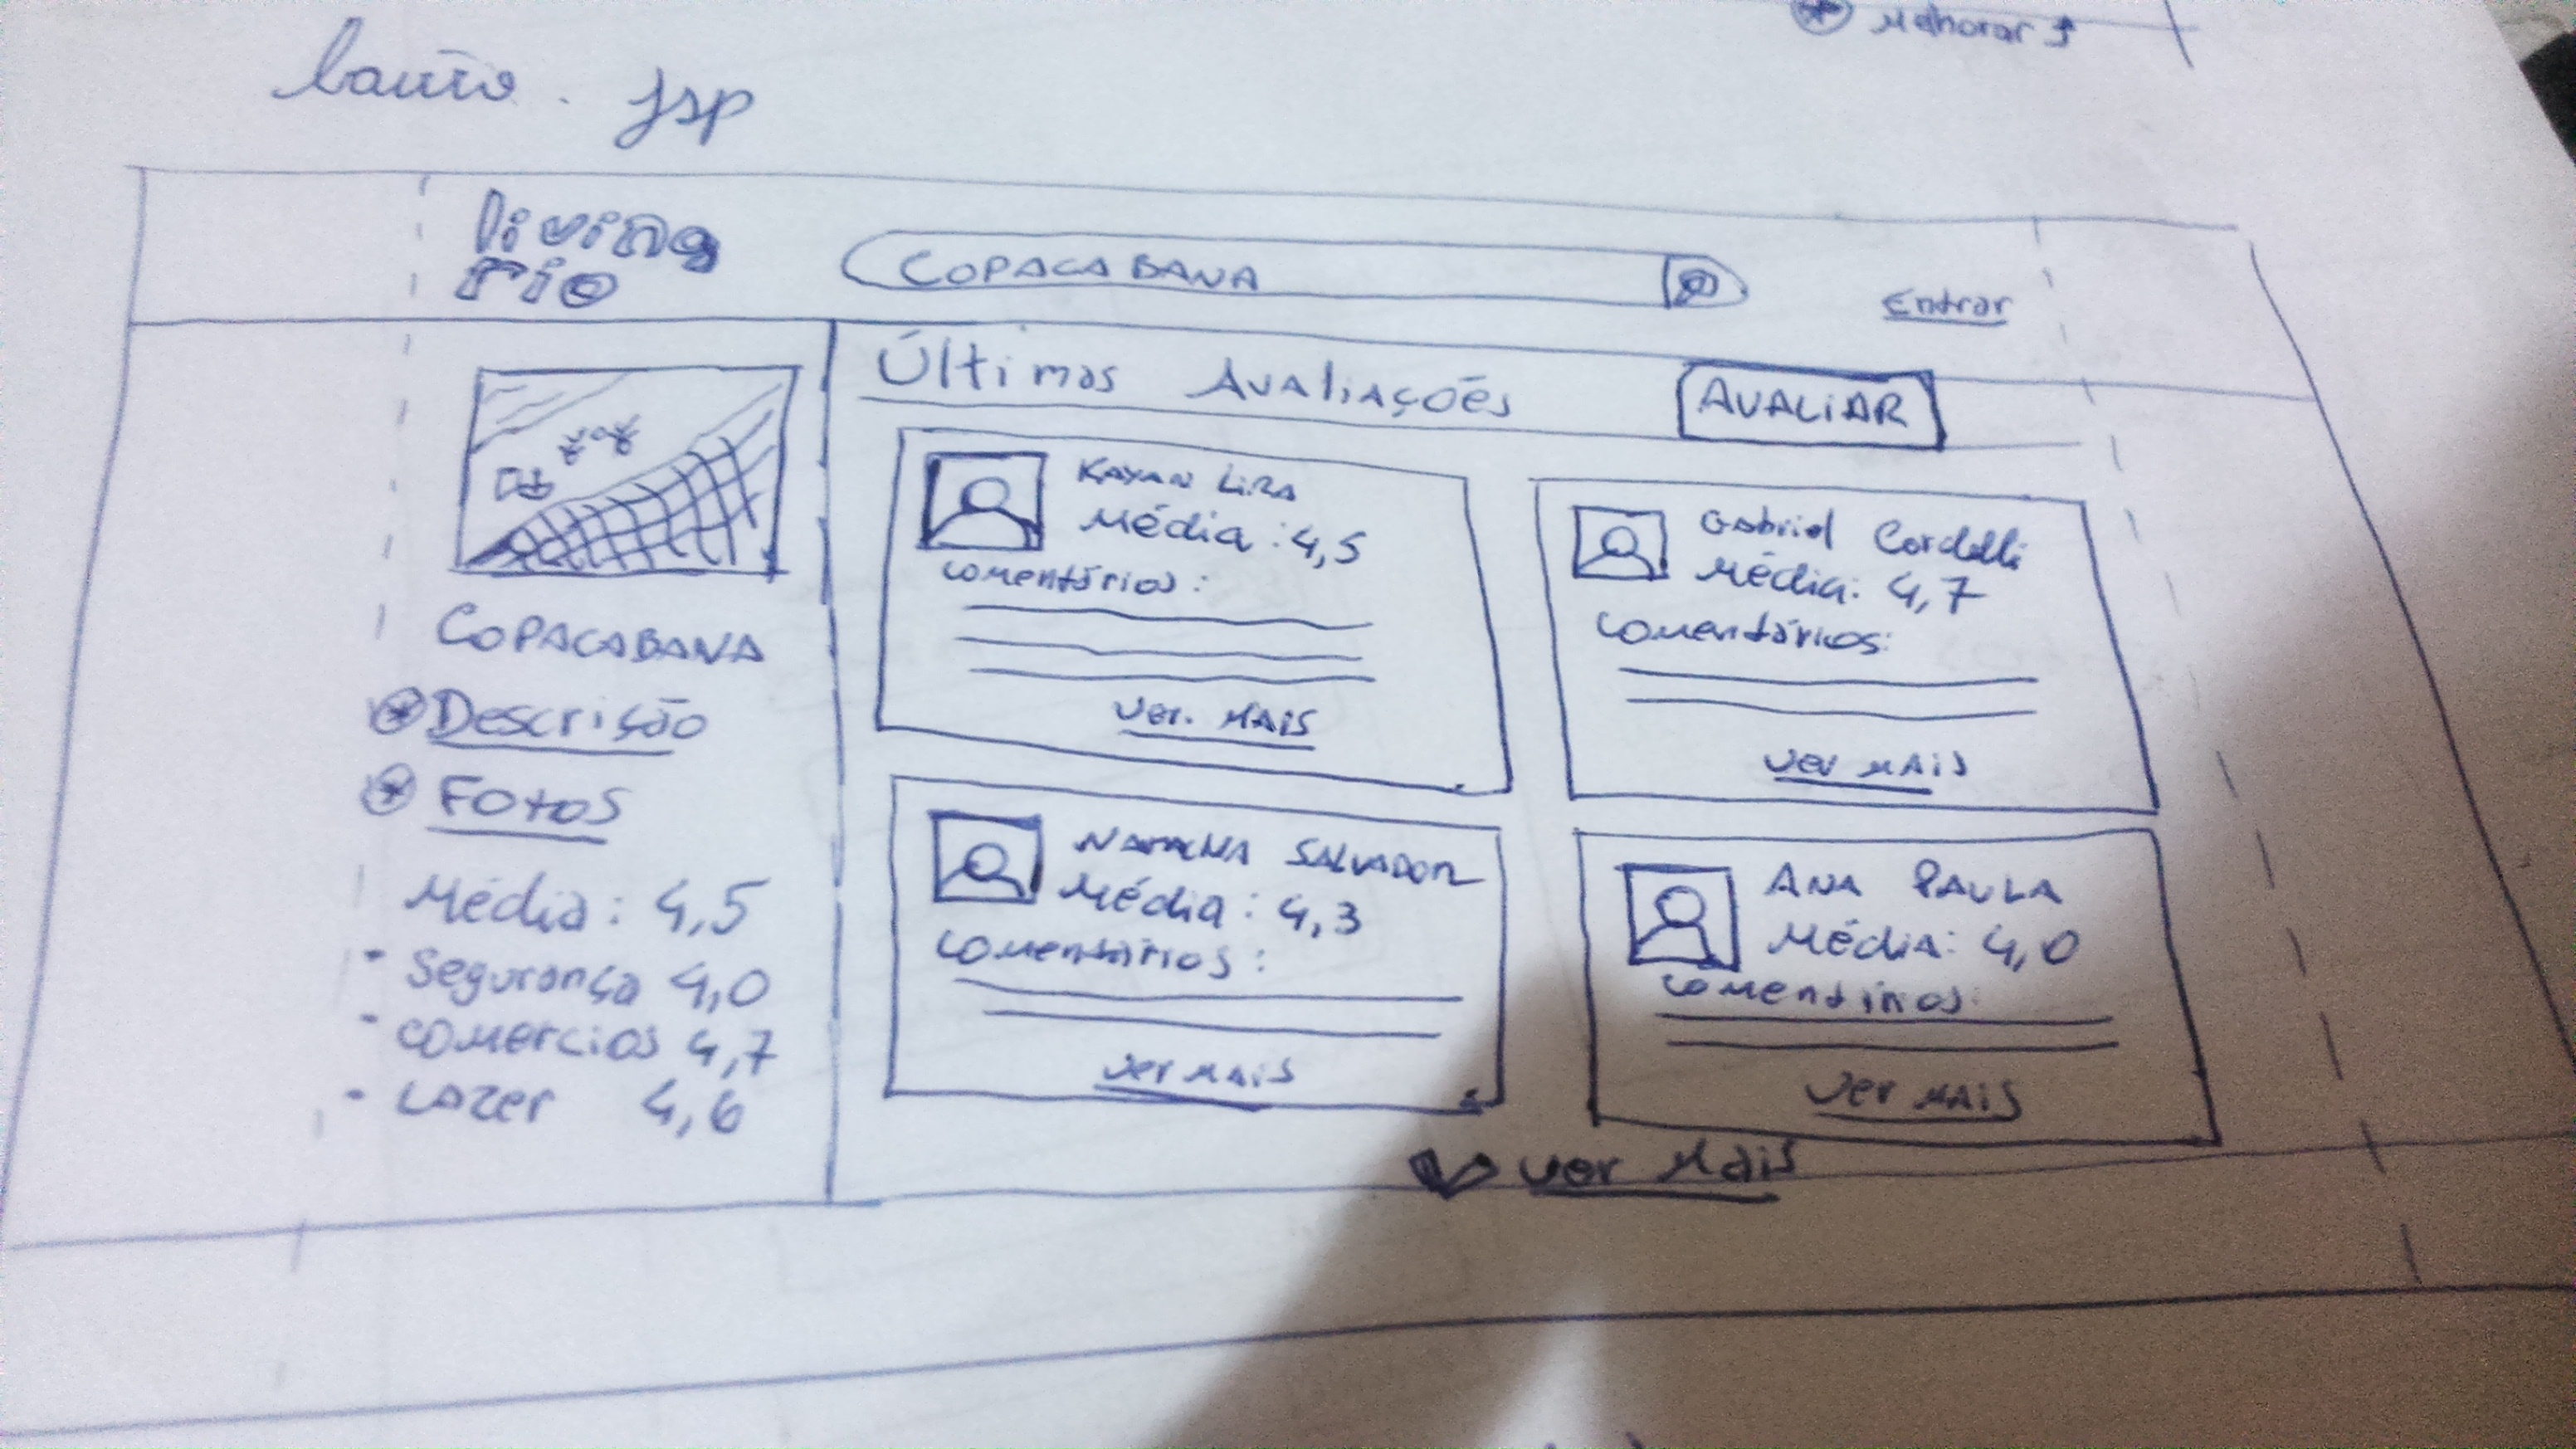 Melhorar
bairro.jsp
living
rio
COPACABANA
Entrar
Últimas Avaliações
AVALIAR
COPACABANA
Descrição
Fotos
Média: 4,5
- Segurança 4,0
- comercios 4,7
- Lazer 4,6
KAYAN LIRA
Média: 4,5
comentários:
ver. MAIS
Gabriel Cordelli
Média: 4,7
comentários:
ver MAIS
NATALHA SALVADOR
Média: 4,3
comentários:
ver MAIS
ANA PAULA
Média: 4,0
comentários:
ver MAIS
ver Mais